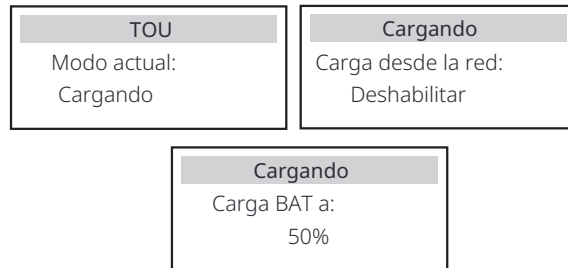 TOU
Modo actual:
Cargando
Cargando
Carga desde la red:
Deshabilitar
Cargando
Carga BAT a:
50%